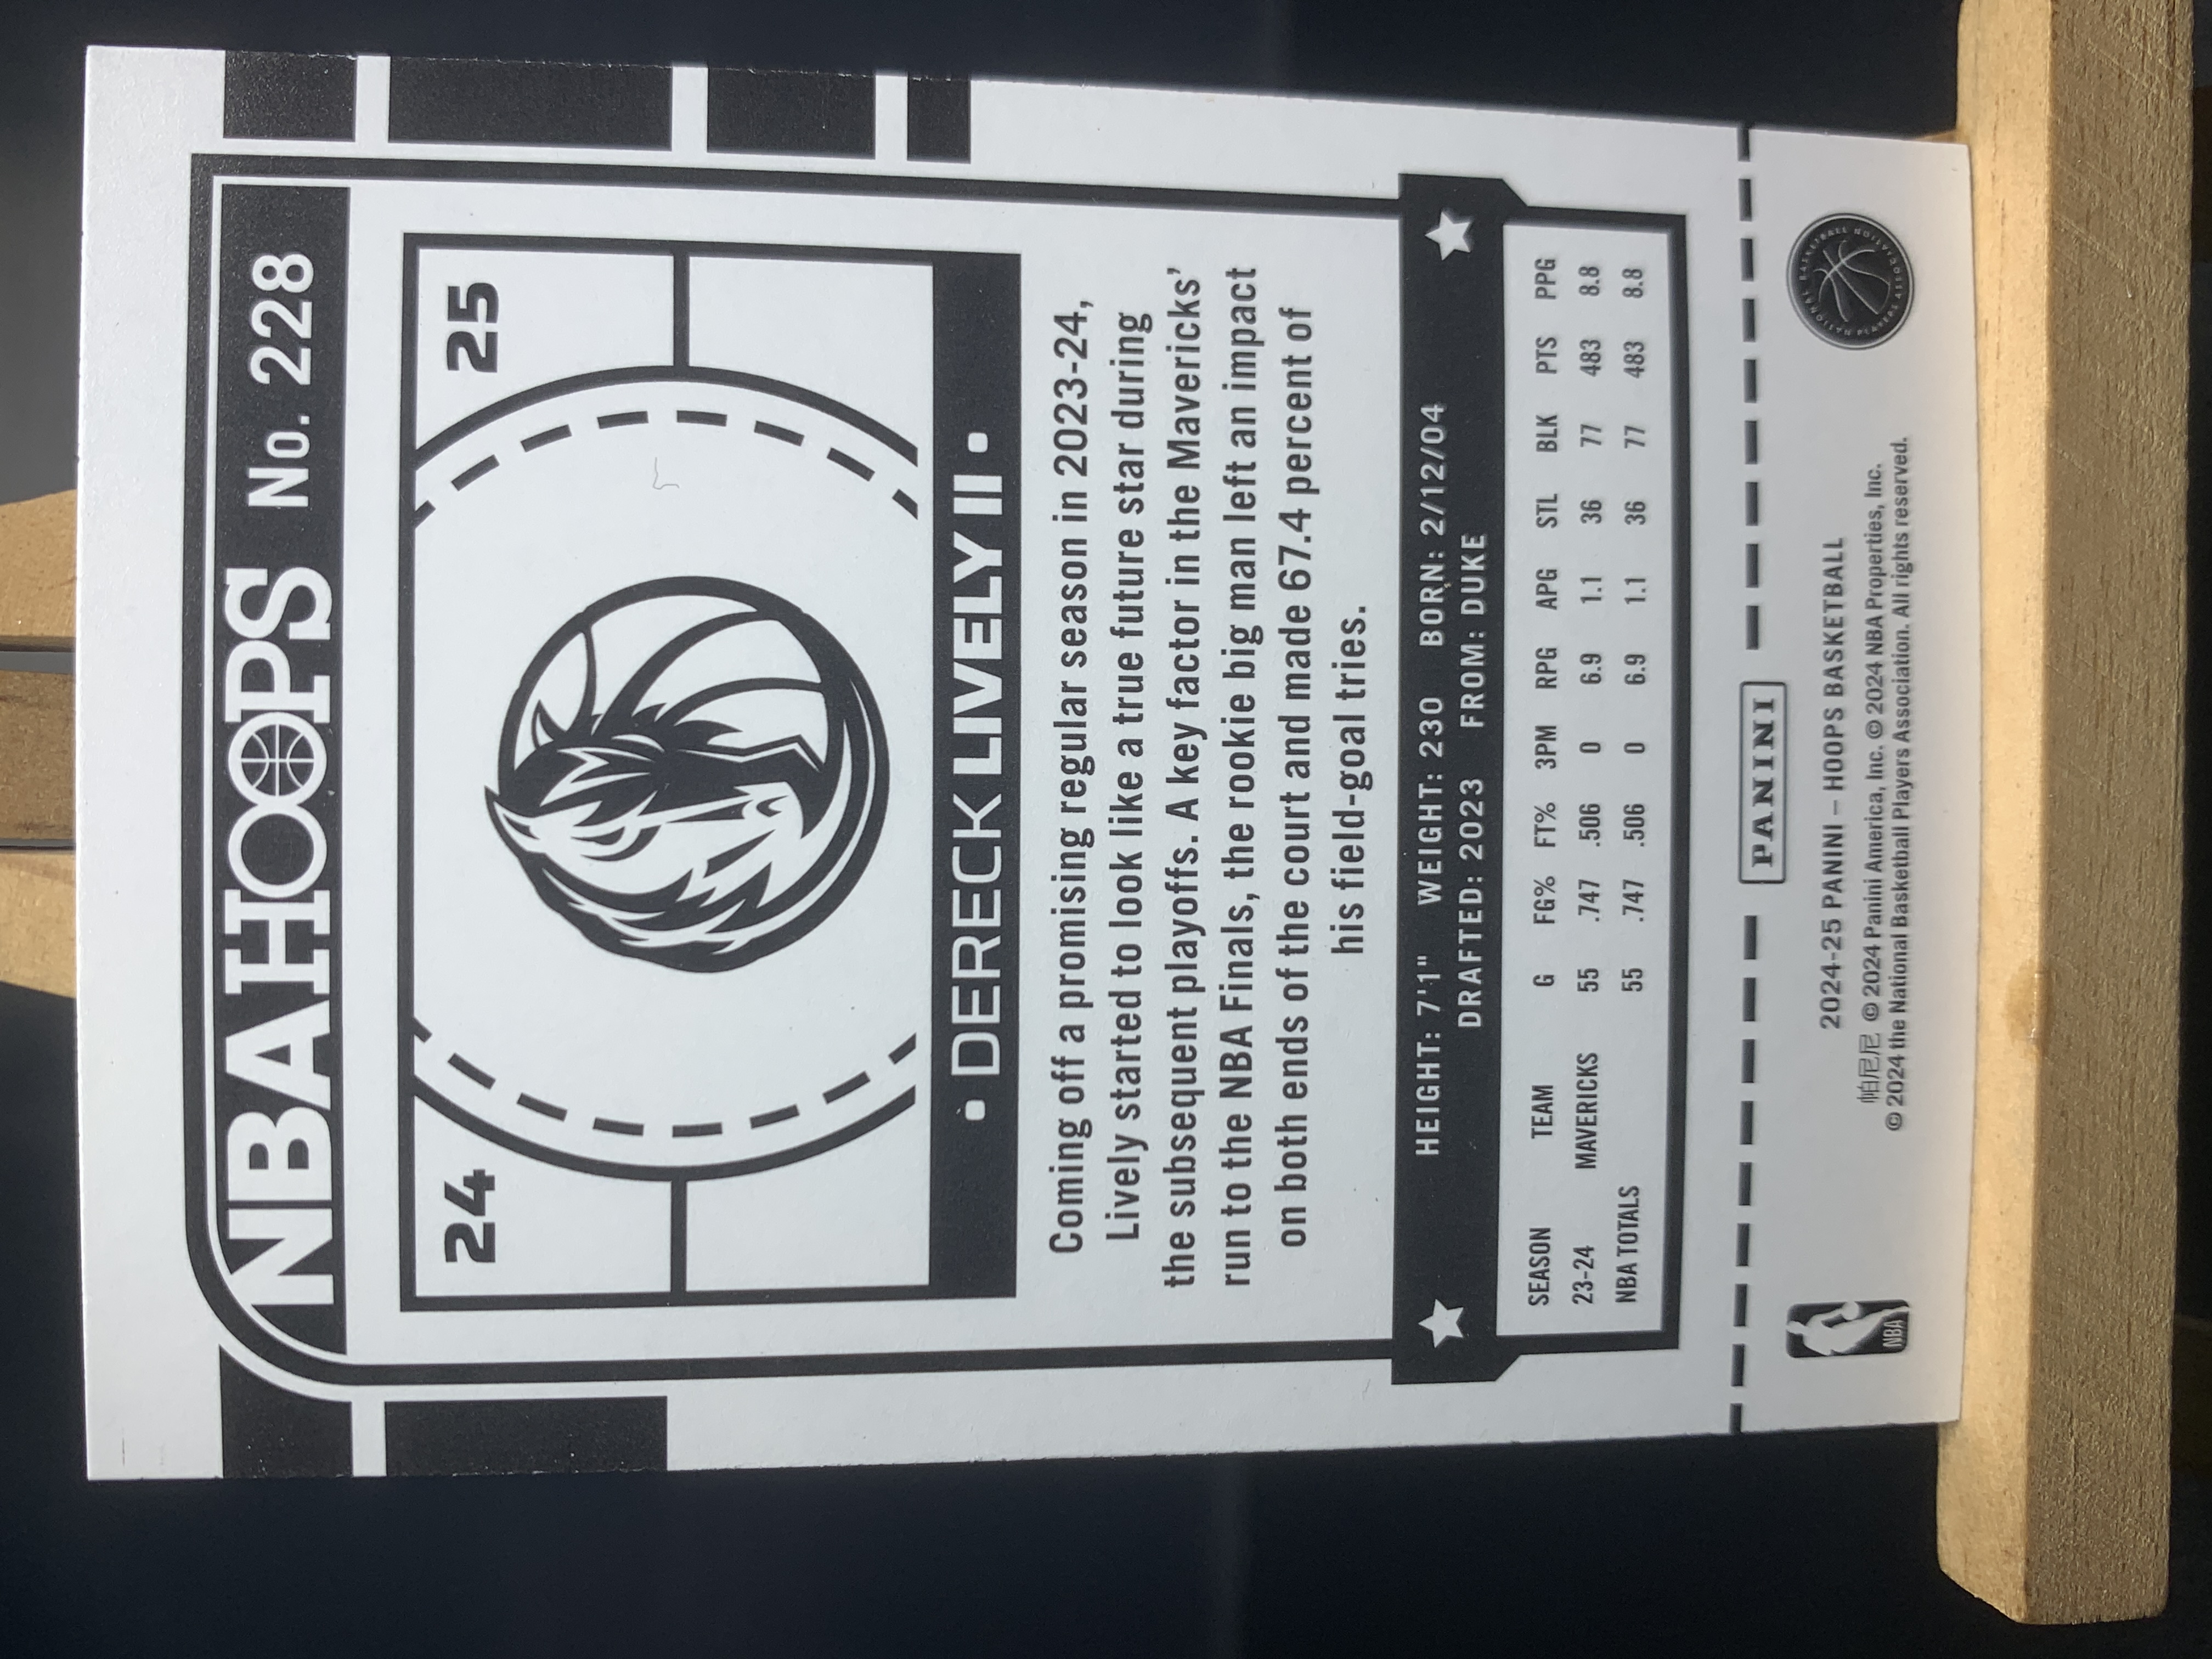 NBA HOOPS No. 228
24 25
• DERECK LIVELY II •
Coming off a promising regular season in 2023-24,
Lively started to look like a true future star during
the subsequent playoffs. A key factor in the Mavericks’
run to the NBA Finals, the rookie big man left an impact
on both ends of the court and made 67.4 percent of
his field-goal tries.
HEIGHT: 7'1" WEIGHT: 230 BORN: 2/12/04
DRAFTED: 2023 FROM: DUKE
SEASON TEAM G FG% FT% 3PM RPG APG STL BLK PTS PPG
23-24 MAVERICKS 55 .747 .506 0 6.9 1.1 36 77 483 8.8
NBA TOTALS 55 .747 .506 0 6.9 1.1 36 77 483 8.8
PANINI
2024-25 PANINI – HOOPS BASKETBALL
帕尼尼 © 2024 Panini America, Inc. © 2024 NBA Properties, Inc.
© 2024 the National Basketball Players Association. All rights reserved.
NBA
NATIONAL BASKETBALL PLAYERS ASSOCIATION